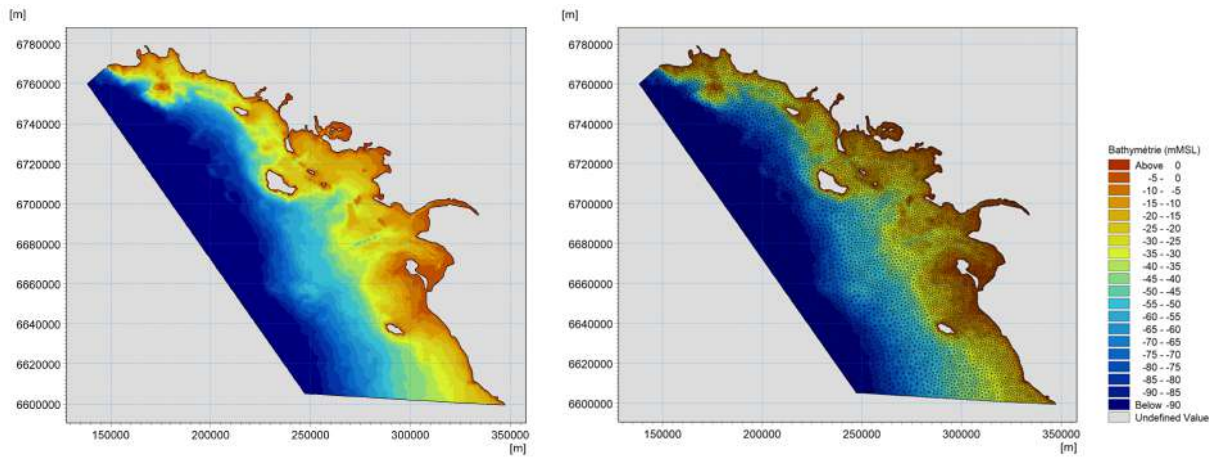 [m]
6780000
6760000
6740000
6720000
6700000
6680000
6660000
6640000
6620000
6600000
150000 200000 250000 300000 350000
[m]
[m]
6780000
6760000
6740000
6720000
6700000
6680000
6660000
6640000
6620000
6600000
150000 200000 250000 300000 350000
[m]
Bathymétrie (mMSL)
Above 0
-5 - 0
-10 - -5
-15 - -10
-20 - -15
-25 - -20
-30 - -25
-35 - -30
-40 - -35
-45 - -40
-50 - -45
-55 - -50
-60 - -55
-65 - -60
-70 - -65
-75 - -70
-80 - -75
-85 - -80
-90 - -85
Below -90
Undefined Value